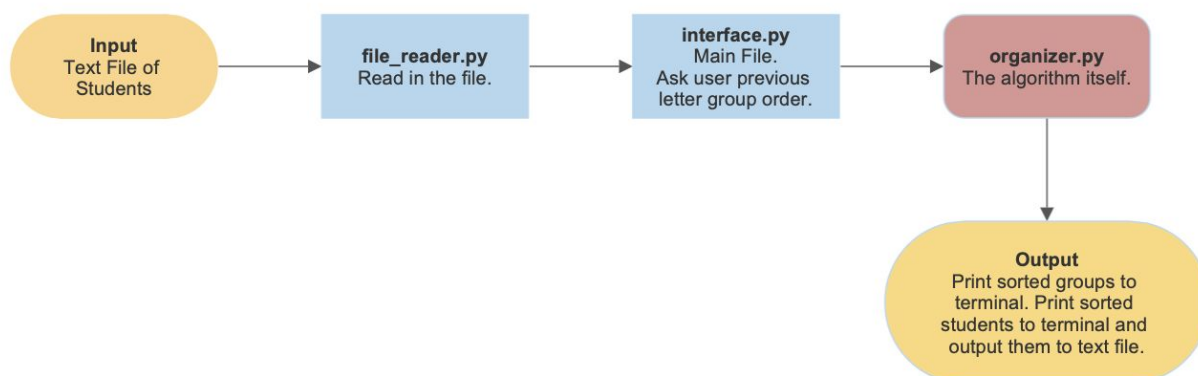 Input
Text File of
Students
file_reader.py
Read in the file.
interface.py
Main File.
Ask user previous
letter group order.
organizer.py
The algorithm itself.
Output
Print sorted groups to
terminal. Print sorted
students to terminal and
output them to text file.